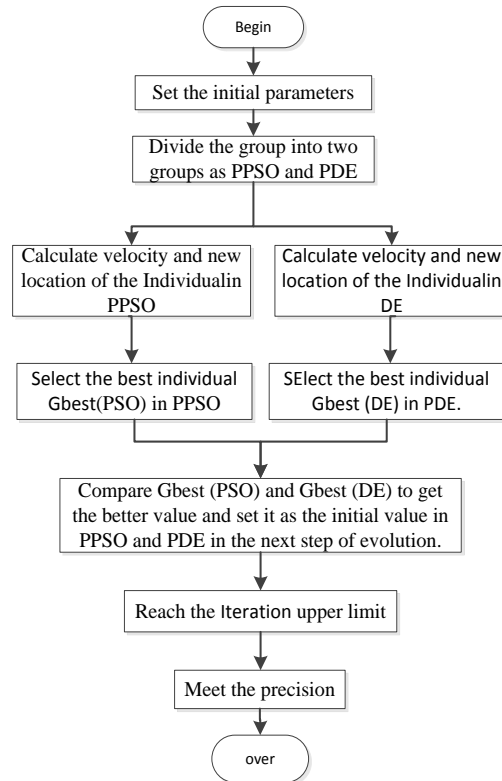 Begin
Set the initial parameters
Divide the group into two
groups as PPSO and PDE
Calculate velocity and new
location of the Individualin
PPSO
Calculate velocity and new
location of the Individualin
DE
Select the best individual
Gbest(PSO) in PPSO
SElect the best individual
Gbest (DE) in PDE.
Compare Gbest (PSO) and Gbest (DE) to get
the better value and set it as the initial value in
PPSO and PDE in the next step of evolution.
Reach the Iteration upper limit
Meet the precision
over